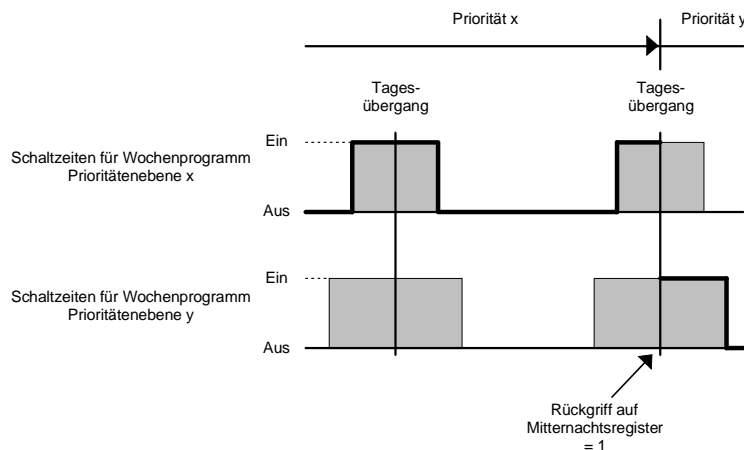 Priorität x
Priorität y
Tages-
übergang
Tages-
übergang
Ein
Schaltzeiten für Wochenprogramm
Prioritätenebene x
Aus
Ein
Schaltzeiten für Wochenprogramm
Prioritätenebene y
Aus
Rückgriff auf
Mitternachtsregister
= 1